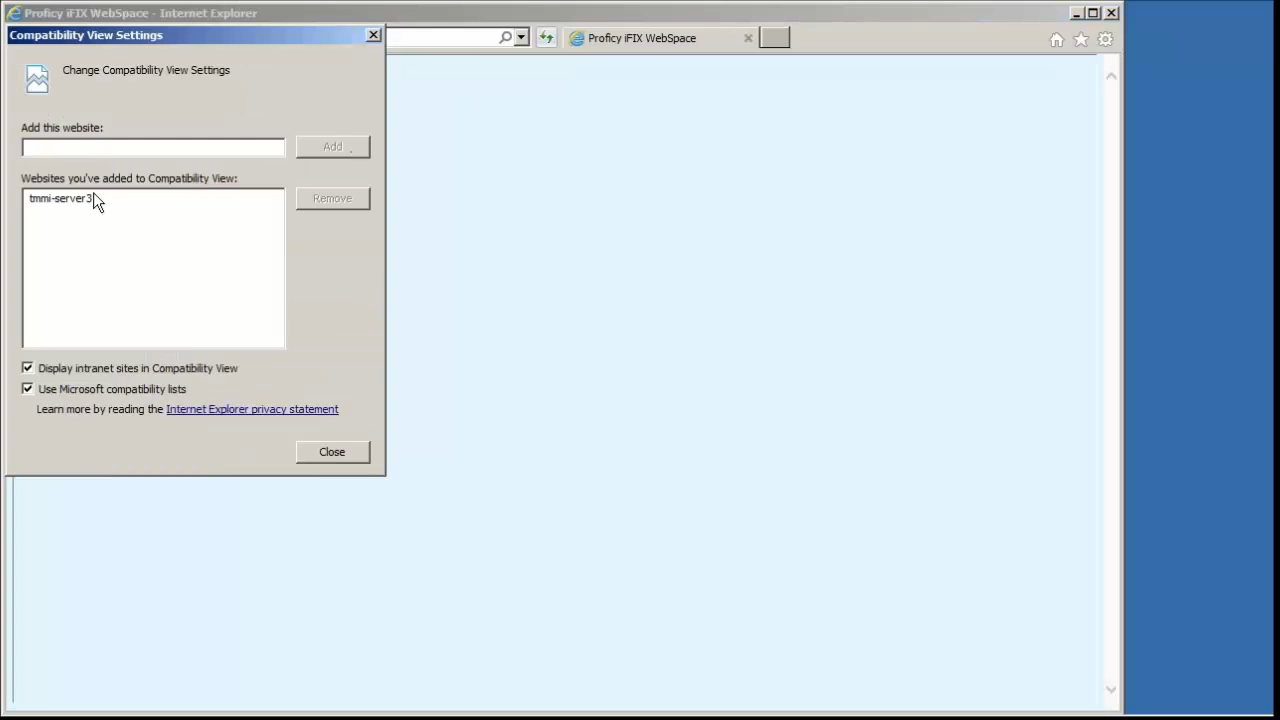 Proficy iFIX WebSpace - Internet Explorer
Compatibility View Settings
Proficy iFIX WebSpace
Change Compatibility View Settings
Add this website:
Add
Websites you've added to Compatibility View:
tmmi-server3
Remove
Display intranet sites in Compatibility View
Use Microsoft compatibility lists
Learn more by reading the Internet Explorer privacy statement
Close